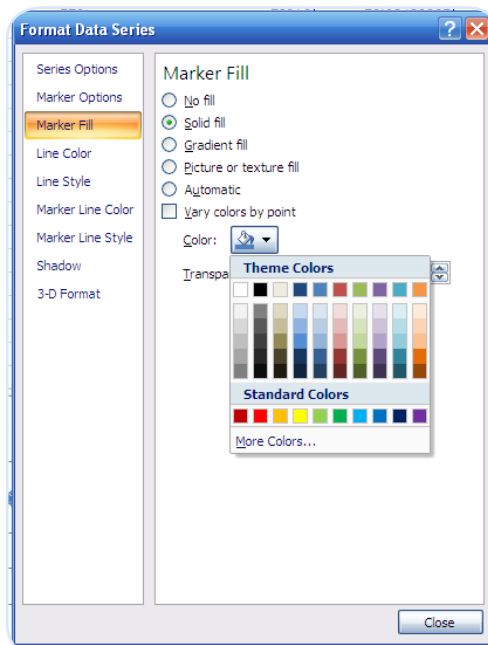 Format Data Series
Series Options
Marker Options
Marker Fill
Line Color
Line Style
Marker Line Color
Marker Line Style
Shadow
3-D Format
Marker Fill
No fill
Solid fill
Gradient fill
Picture or texture fill
Automatic
Vary colors by point
Color:
Transpa
Theme Colors
Standard Colors
More Colors...
Close